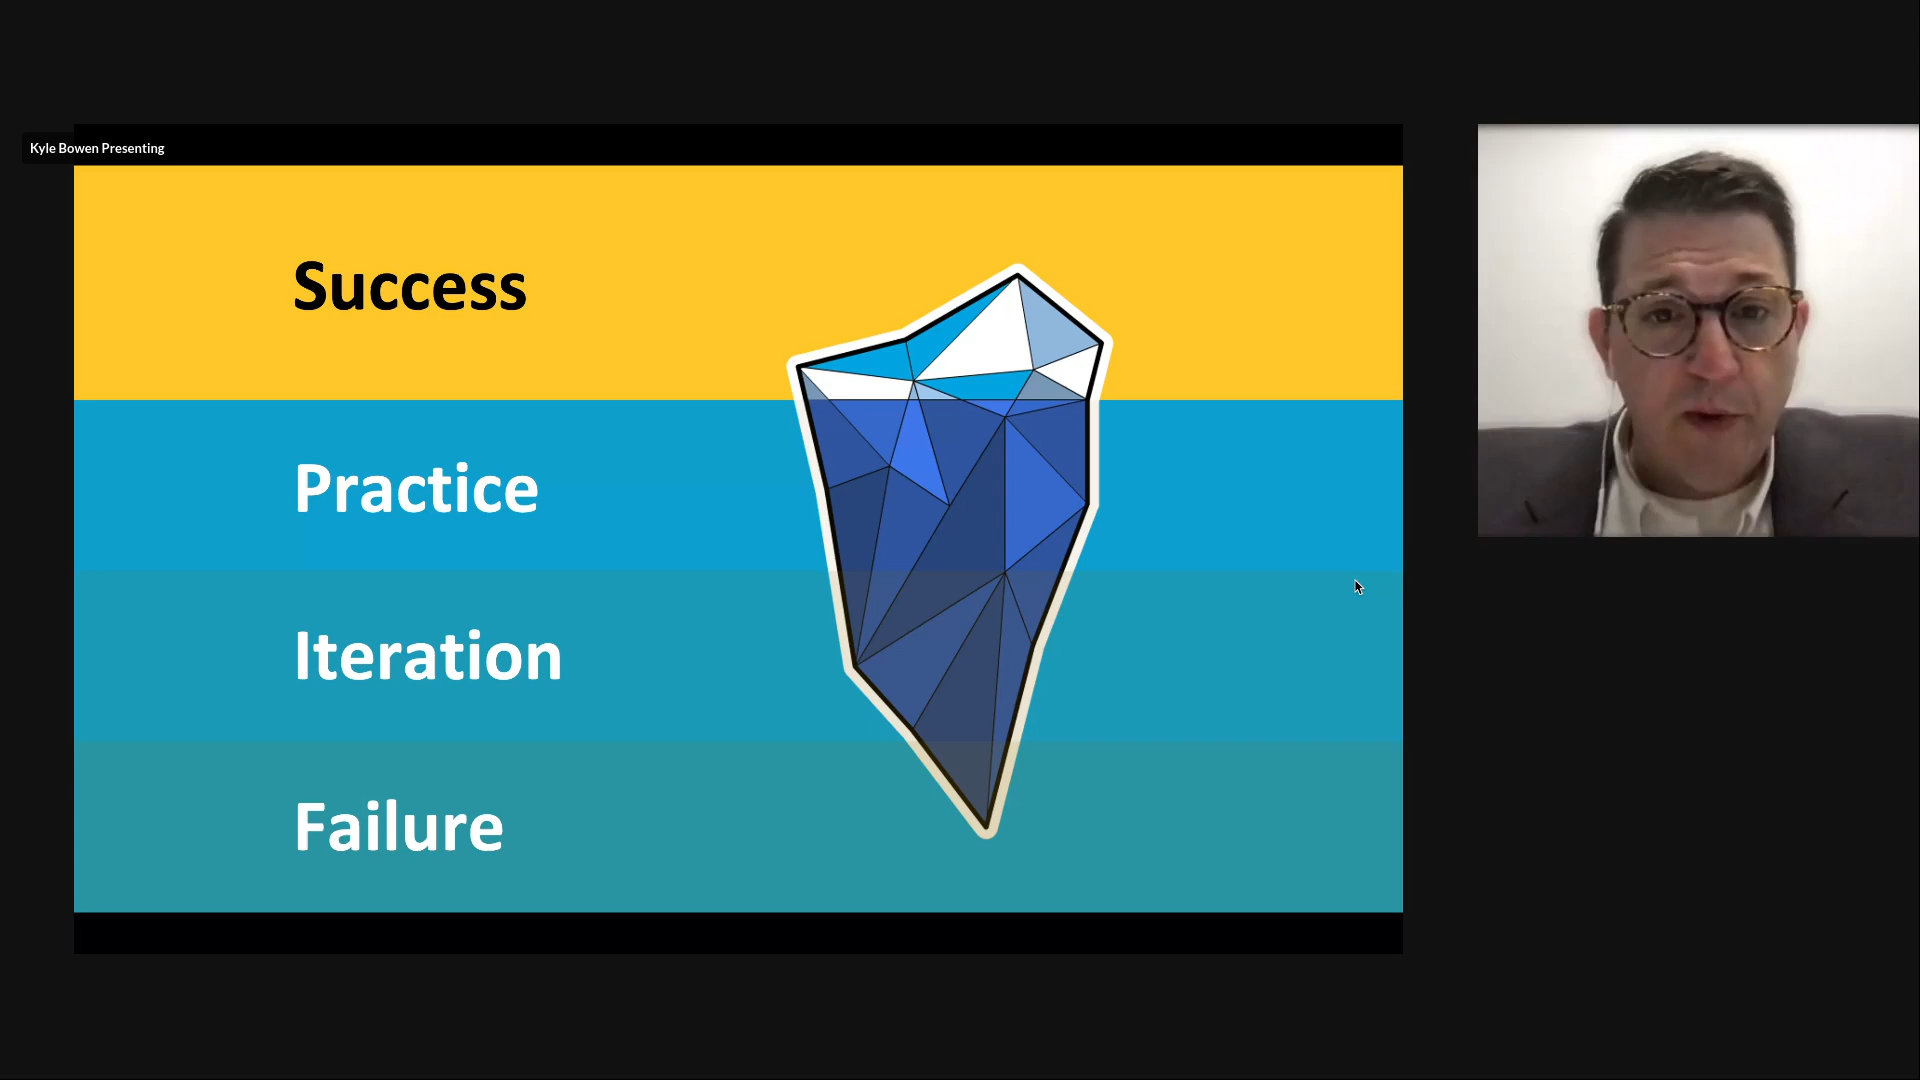 Kyle Bowen Presenting
Success
Practice
Iteration
Failure